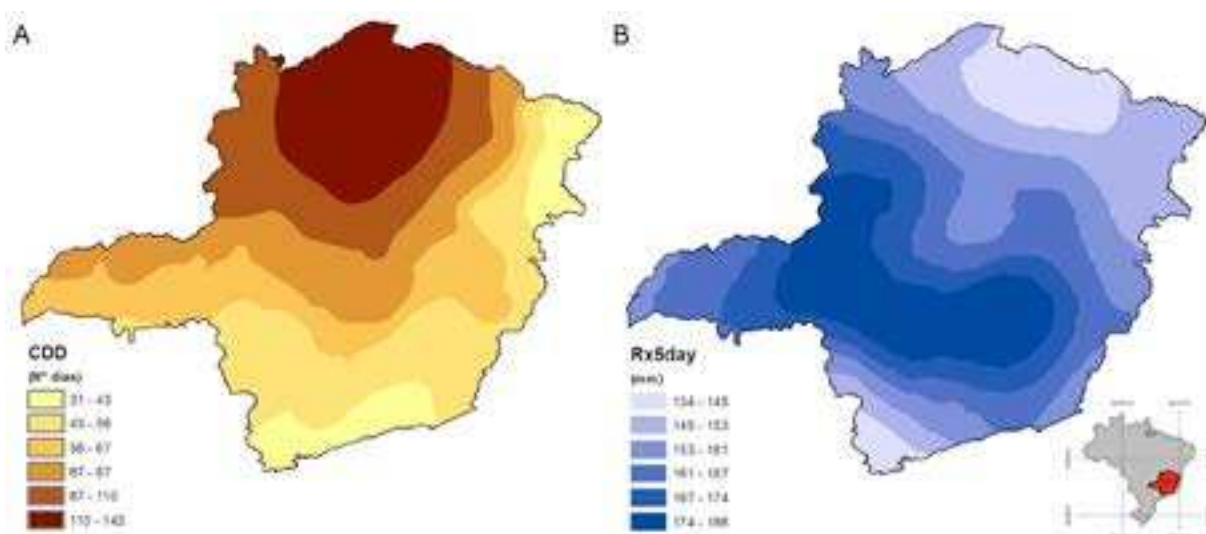 A
B
CDD
(Nº dias)
31 - 43
43 - 56
56 - 67
67 - 87
87 - 110
110 - 142
Rx5day
(mm)
134 - 145
145 - 153
153 - 161
161 - 167
167 - 174
174 - 188